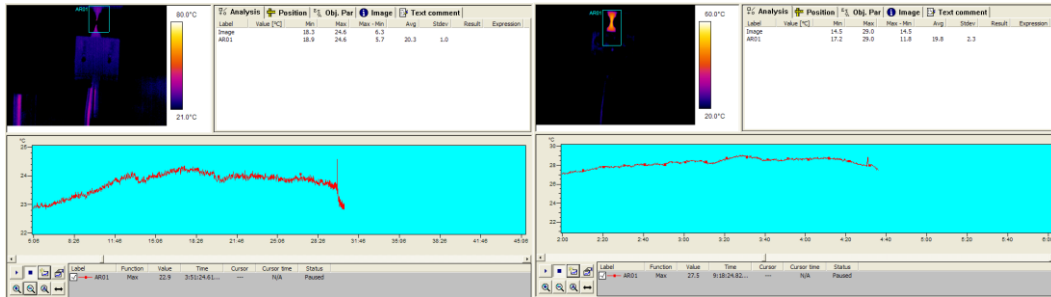 AR01
80.0°C
21.0°C
Analysis Position Obj. Par Image Text comment
Label Value [°C] Min Max Max - Min Avg Stdev Result Expression
Image 18.3 24.6 6.3
AR01 18.9 24.6 5.7 20.3 1.0
°C
25
24
23
22
5:06 8:26 11:46 15:06 18:26 21:46 25:06 28:26 31:46 35:06 38:26 41:46 45:06
Label Function Value Time Cursor Cursor time Status
AR01 Max 22.9 3:51:24.61... --- N/A Paused
AR01
60.0°C
20.0°C
Analysis Position Obj. Par Image Text comment
Label Value [°C] Min Max Max - Min Avg Stdev Result Expression
Image 14.5 29.0 14.5
AR01 17.2 29.0 11.8 19.8 2.3
°C
30
28
26
24
22
2:00 2:20 2:40 3:00 3:20 3:40 4:00 4:20 4:40 5:00 5:20 5:40 6:0
Label Function Value Time Cursor Cursor time Status
AR01 Max 27.5 9:18:24.82... --- N/A Paused